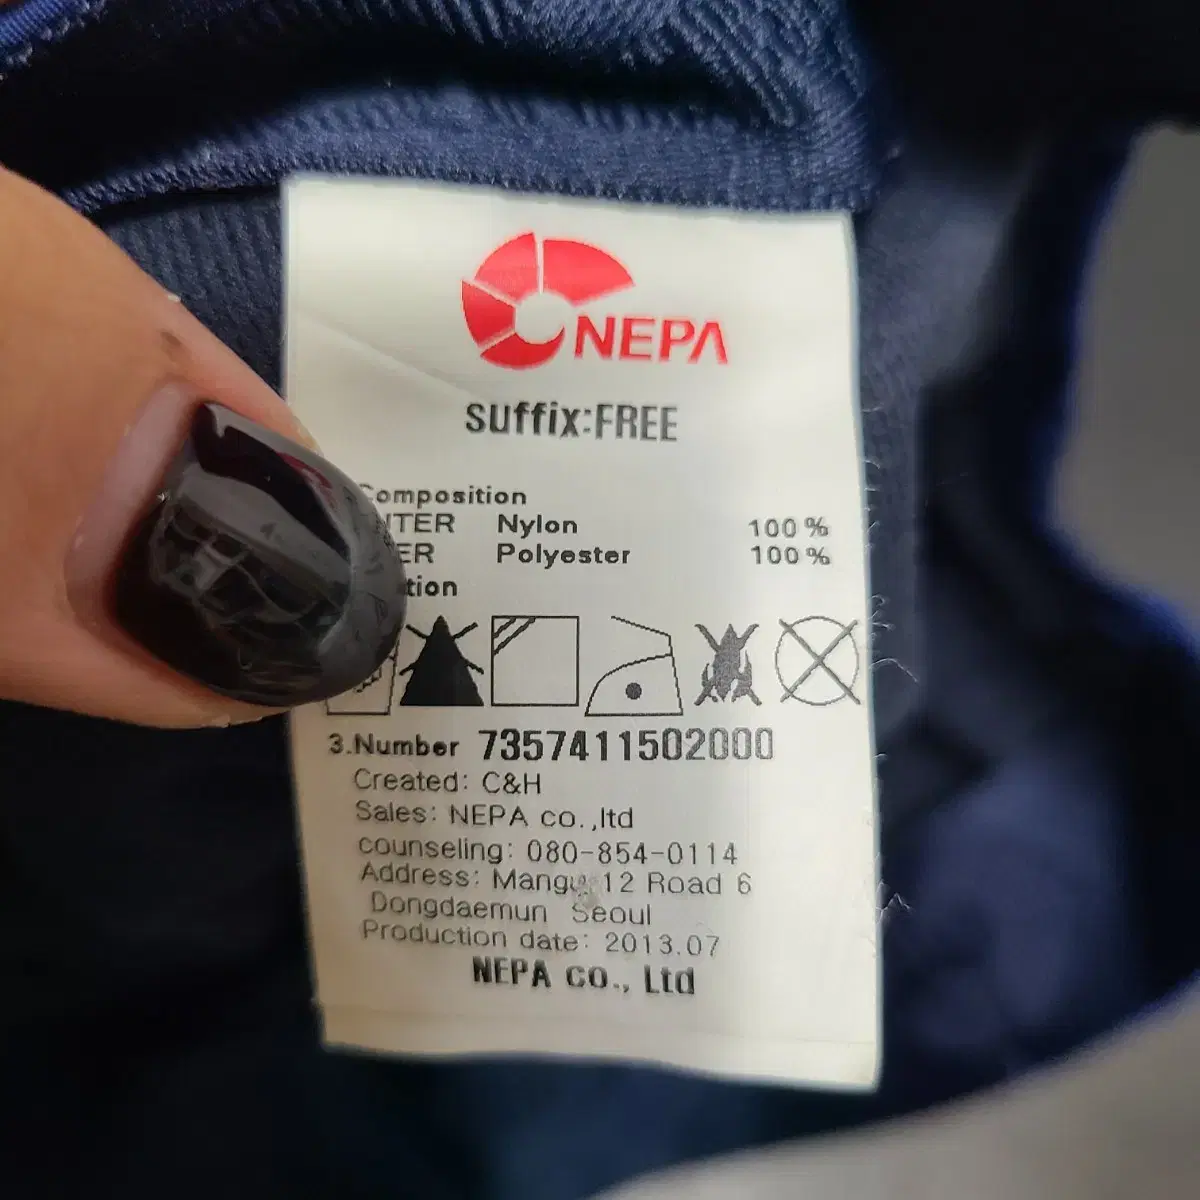 NEPA
suffix:FREE
Composition
Nylon 100%
Polyester 100%
3.Number 7357411502000
Created: C&H
Sales: NEPA co.,ltd
counseling: 080-854-0114
Address: 12 Road 6
Dongdaemun Seoul
Production date: 2013.07
NEPA co., Ltd